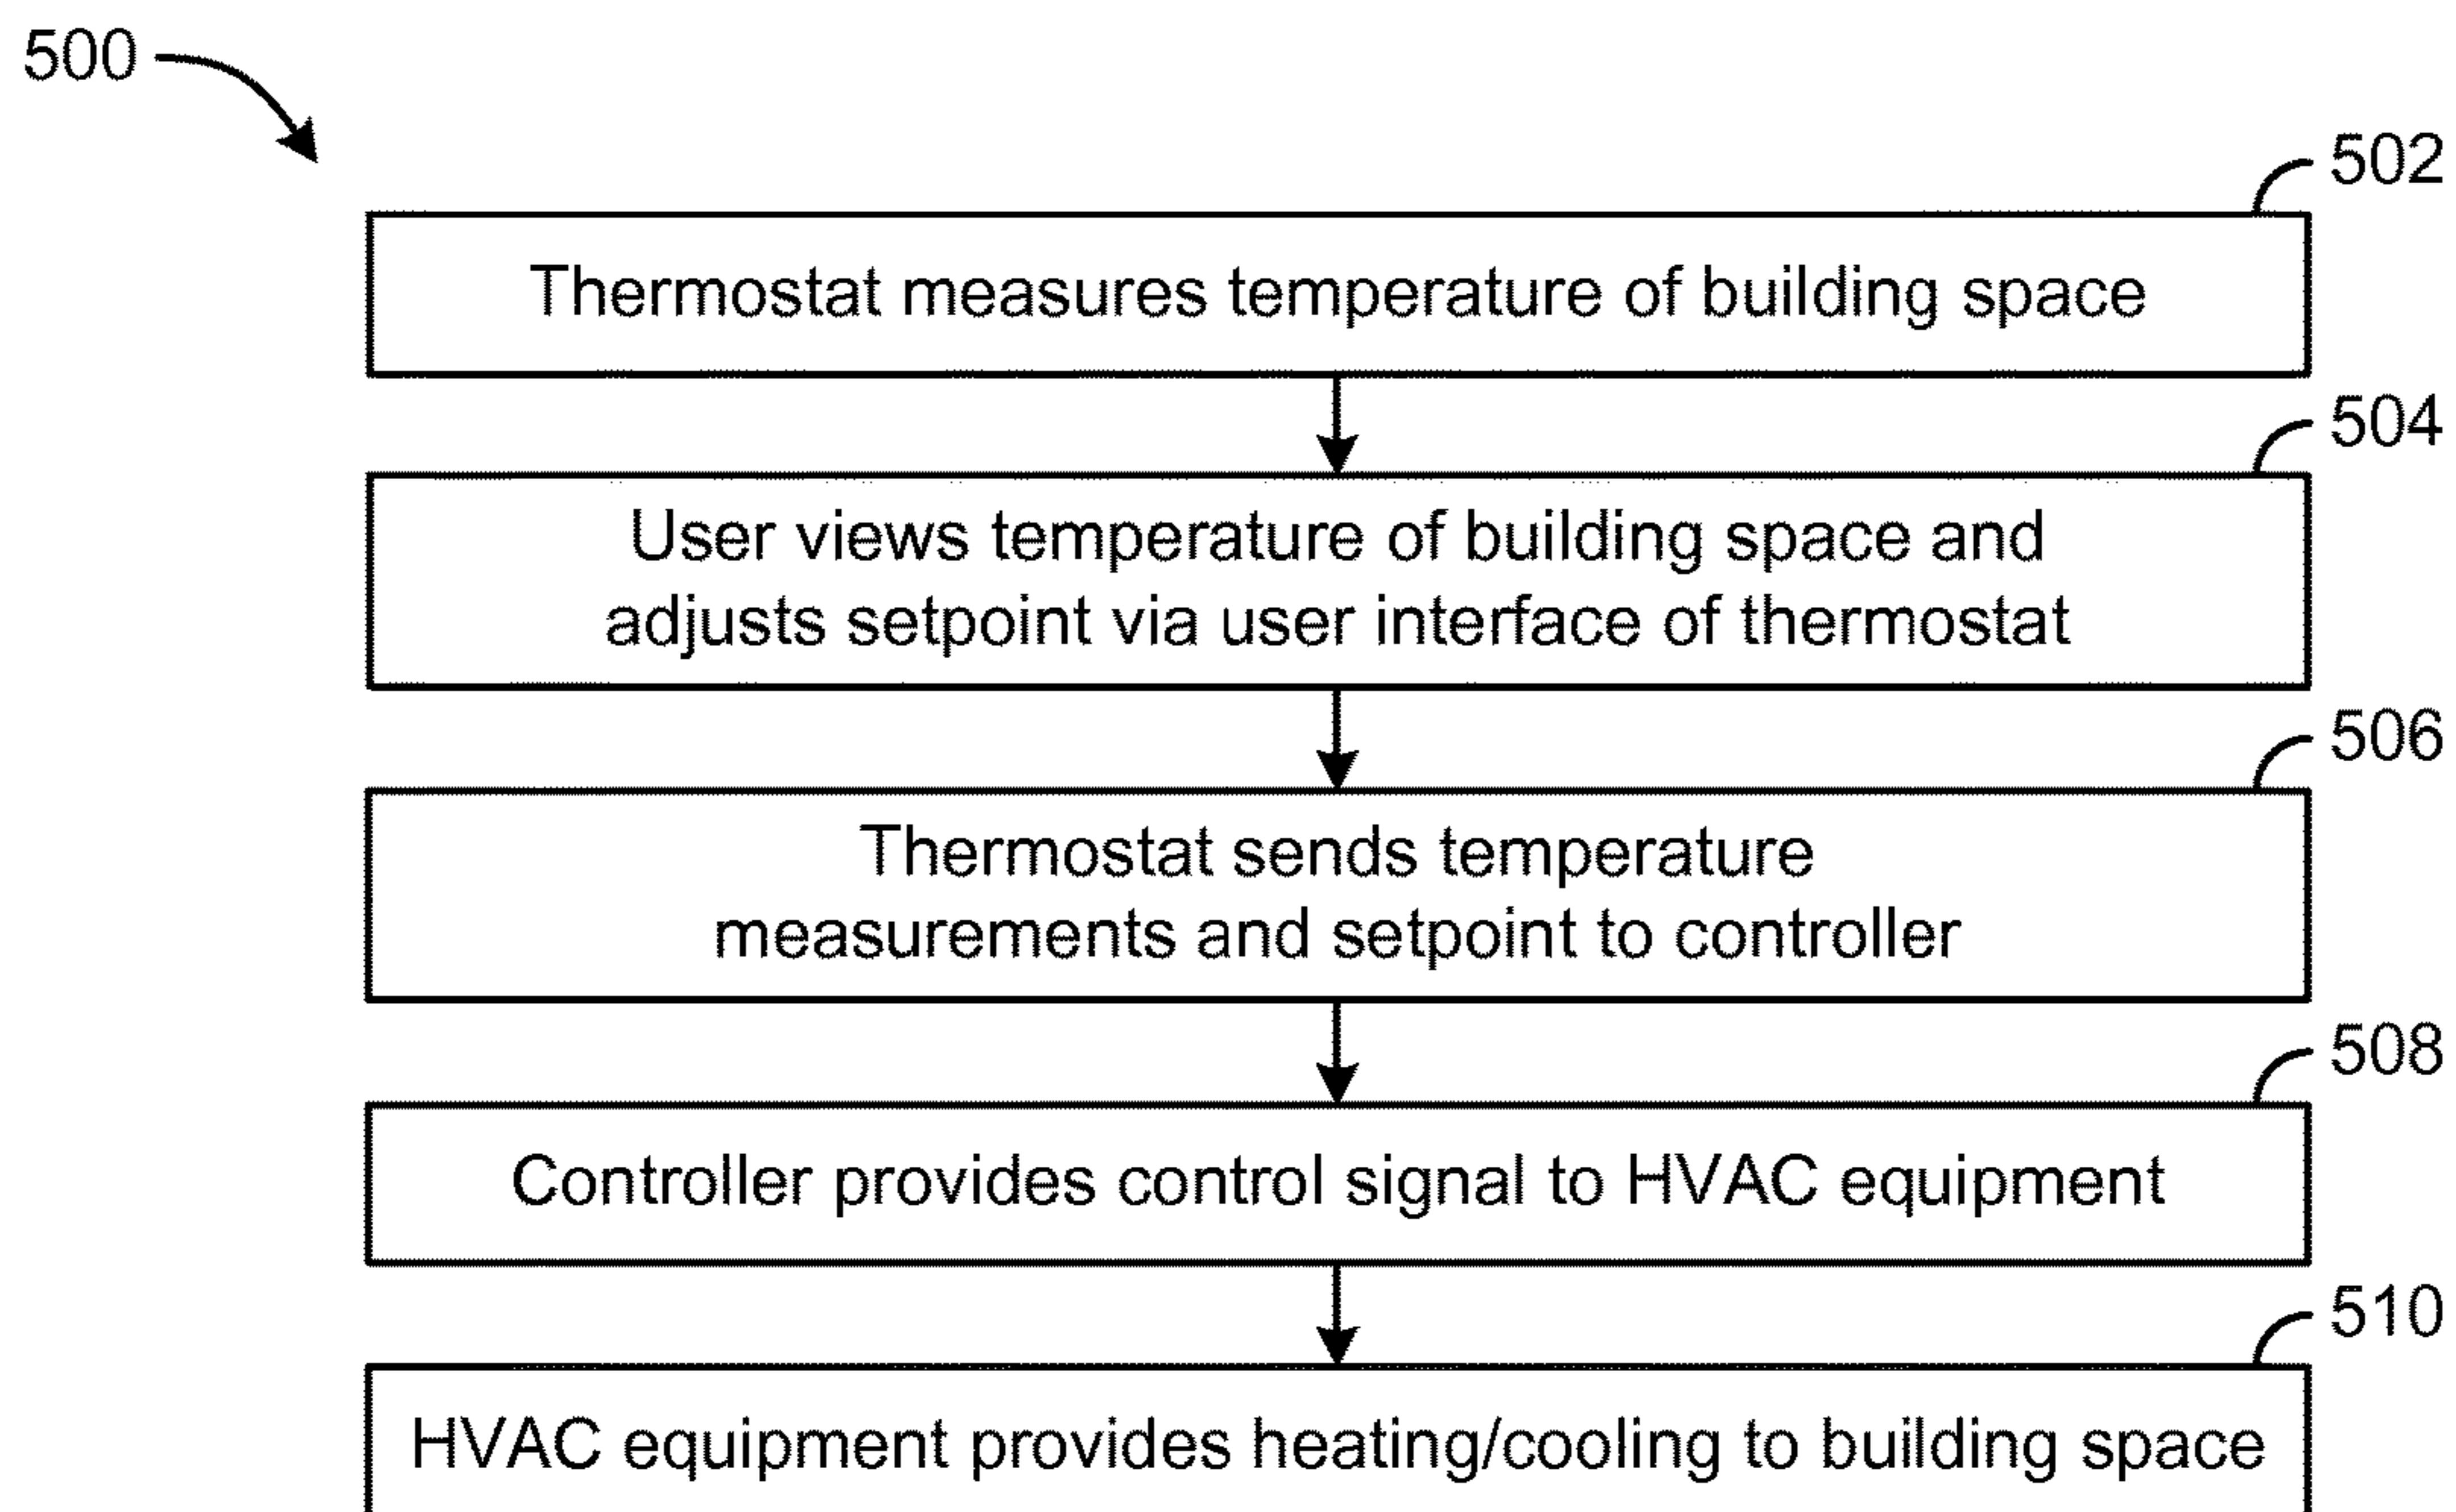 500
502
Thermostat measures temperature of building space
504
User views temperature of building space and
adjusts setpoint via user interface of thermostat
506
Thermostat sends temperature
measurements and setpoint to controller
508
Controller provides control signal to HVAC equipment
510
HVAC equipment provides heating/cooling to building space